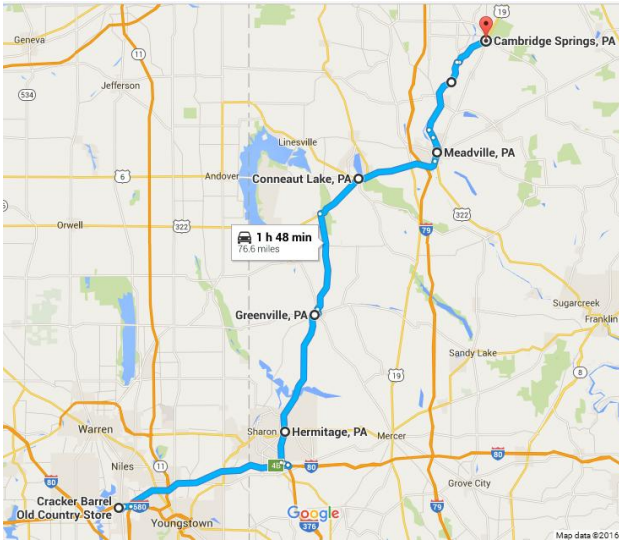 19
Geneva
11
Cambridge Springs, PA
Jefferson
534
Linesville
Meadville, PA
Conneaut Lake, PA
6
Andover
322
Orwell
322
1 h 48 min
76.6 miles
79
Greenville, PA
Sugarcreek
Franklin
Sandy Lake
8
19
Warren
Sharon
Hermitage, PA
Mercer
80
Niles
11
80
80
Grove City
Cracker Barrel
Old Country Store
680
Youngstown
Google
376
79
Map data ©2016